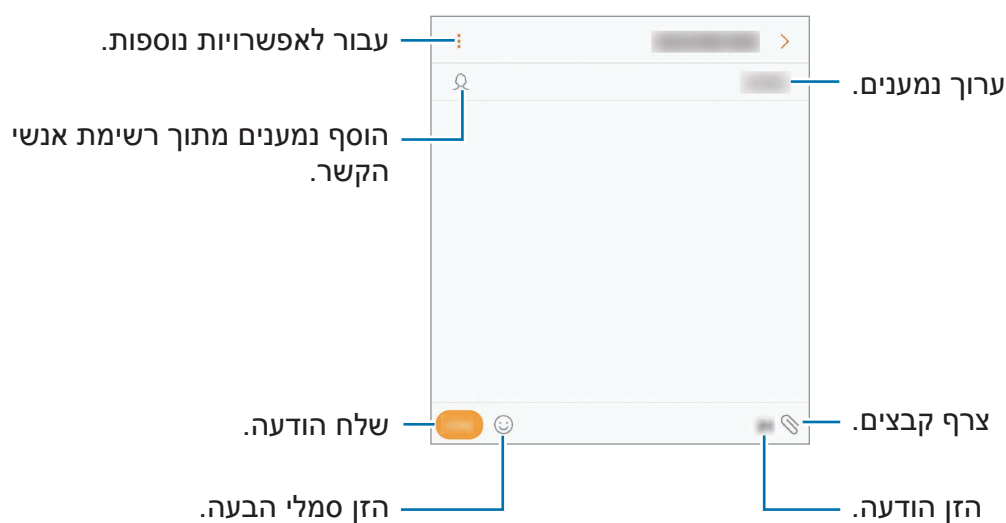 עבור לאפשרויות נוספות.
ערוך נמענים.
הוסף נמענים מתוך רשימת אנשי
הקשר.
צרף קבצים.
שלח הודעה.
הזן הודעה.
הזן סמלי הבעה.